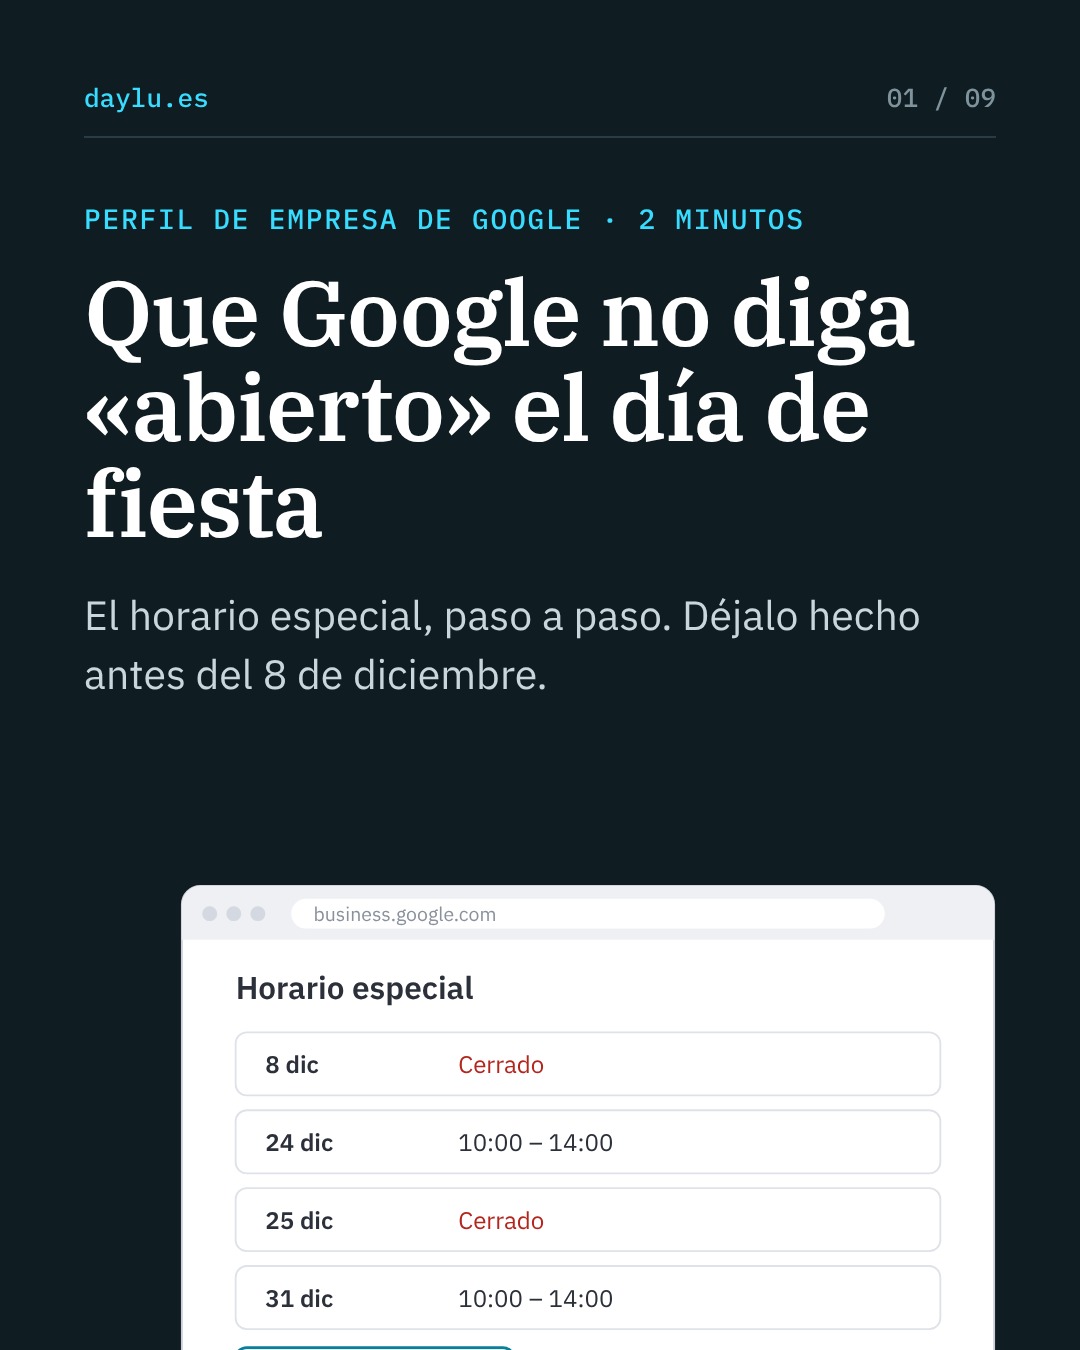 daylu.es
01 / 09
PERFIL DE EMPRESA DE GOOGLE · 2 MINUTOS
Que Google no diga
«abierto» el día de
fiesta
El horario especial, paso a paso. Déjalo hecho
antes del 8 de diciembre.
business.google.com
Horario especial
8 dic Cerrado
24 dic 10:00 – 14:00
25 dic Cerrado
31 dic 10:00 – 14:00